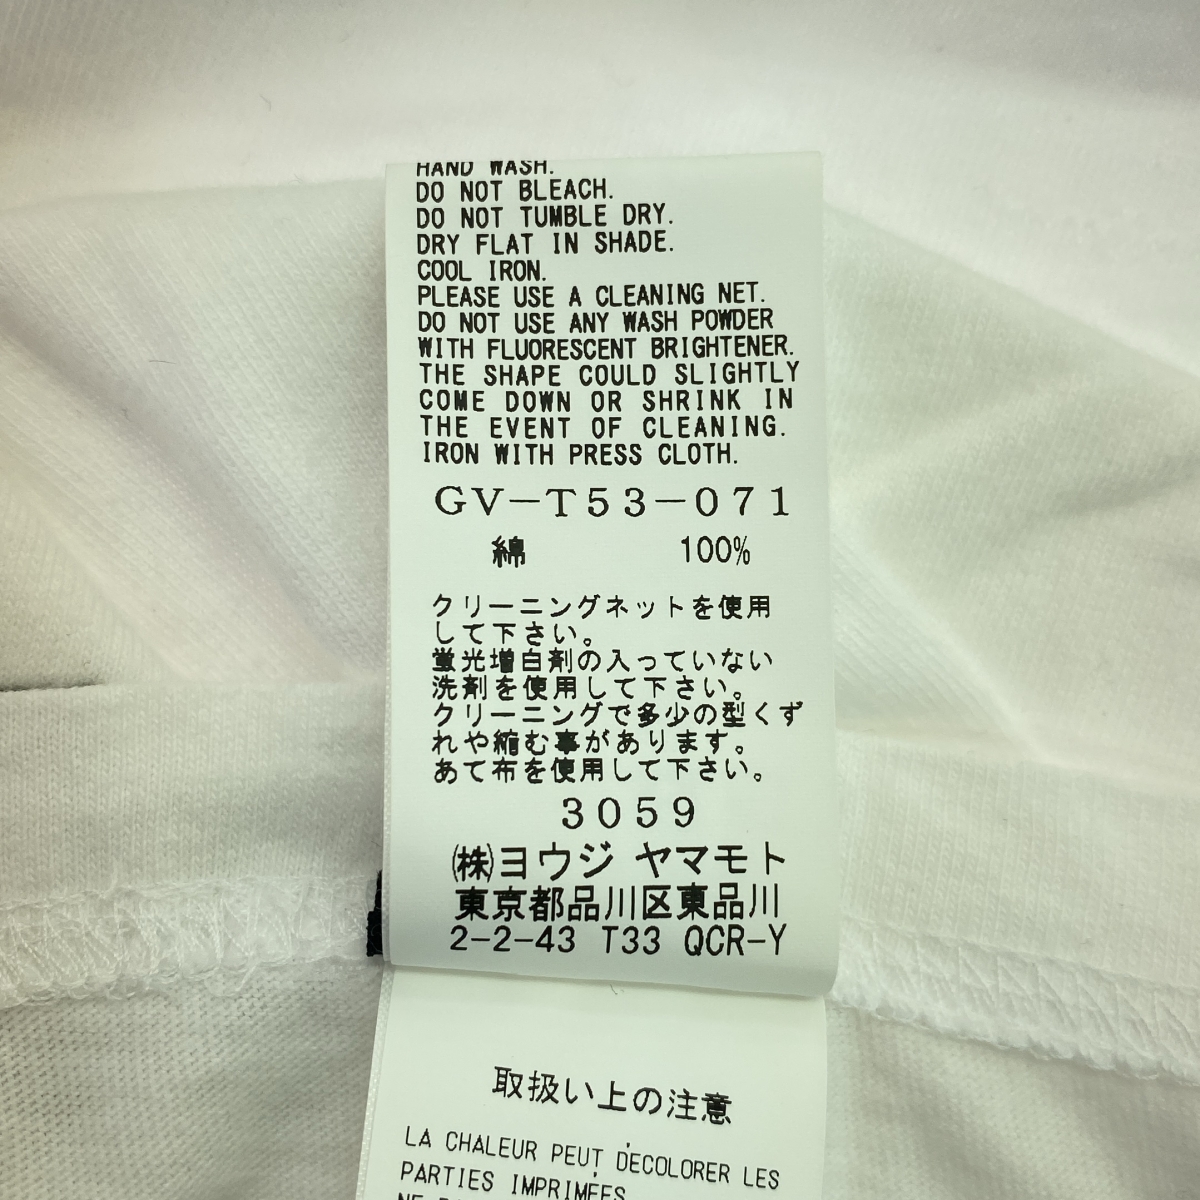 HAND WASH.
DO NOT BLEACH.
DO NOT TUMBLE DRY.
DRY FLAT IN SHADE.
COOL IRON.
PLEASE USE A CLEANING NET.
DO NOT USE ANY WASH POWDER
WITH FLUORESCENT BRIGHTENER.
THE SHAPE COULD SLIGHTLY
COME DOWN OR SHRINK IN
THE EVENT OF CLEANING.
IRON WITH PRESS CLOTH.
GV-T53-071
綿 100%
クリーニングネットを使用
して下さい。
蛍光増白剤の入っていない
洗剤を使用して下さい。
クリーニングで多少の型くず
れや縮む事があります。
あて布を使用して下さい。
3059
㈱ヨウジ ヤマモト
東京都品川区東品川
2-2-43 T33 QCR-Y
取扱い上の注意
LA CHALEUR PEUT DÉCOLORER LES
PARTIES IMPRIMÉES